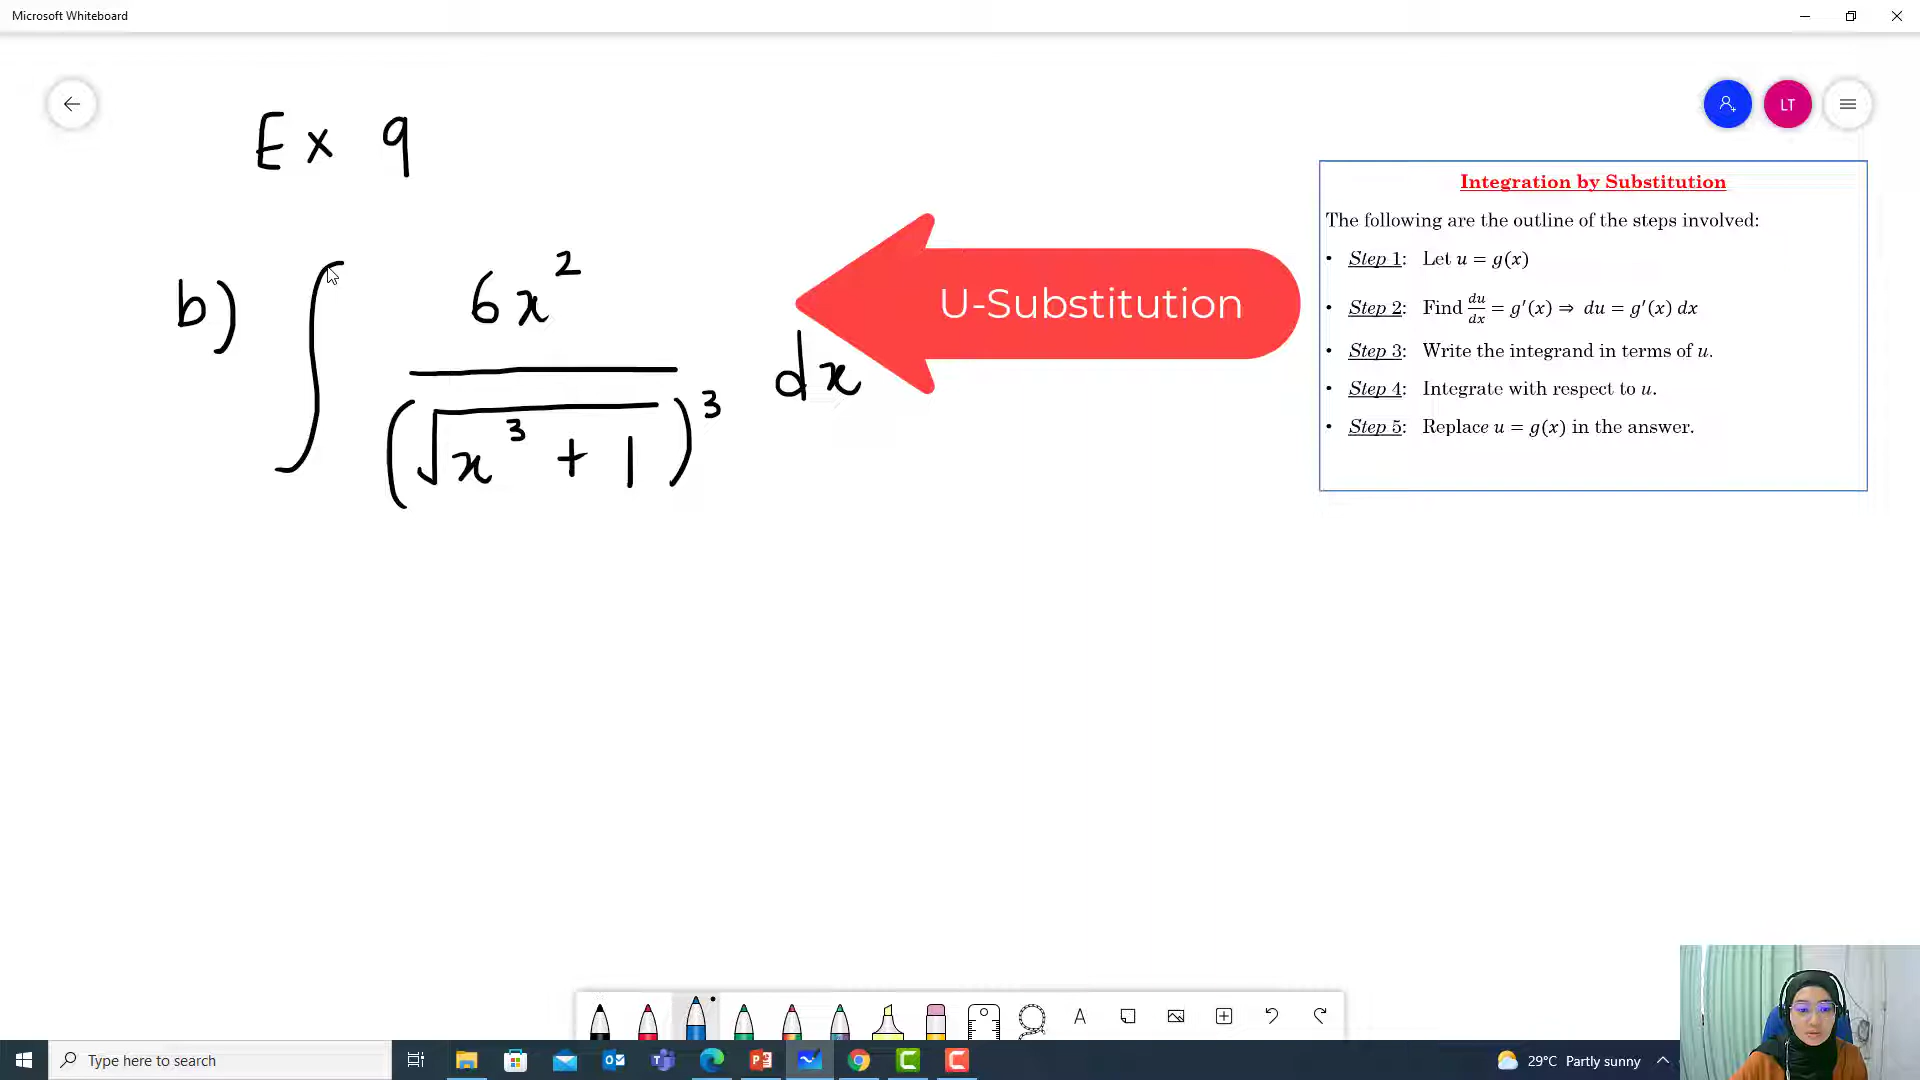 Microsoft Whiteboard
LT
Ex 9
Integration by Substitution
The following are the outline of the steps involved:
• Step 1: Let u = g(x)
• Step 2: Find du/dx = g′(x) ⇒ du = g′(x) dx
• Step 3: Write the integrand in terms of u.
• Step 4: Integrate with respect to u.
• Step 5: Replace u = g(x) in the answer.
U-Substitution
b) ∫ 6x² / (√(x³ + 1))³ dx
A
Type here to search
29°C Partly sunny